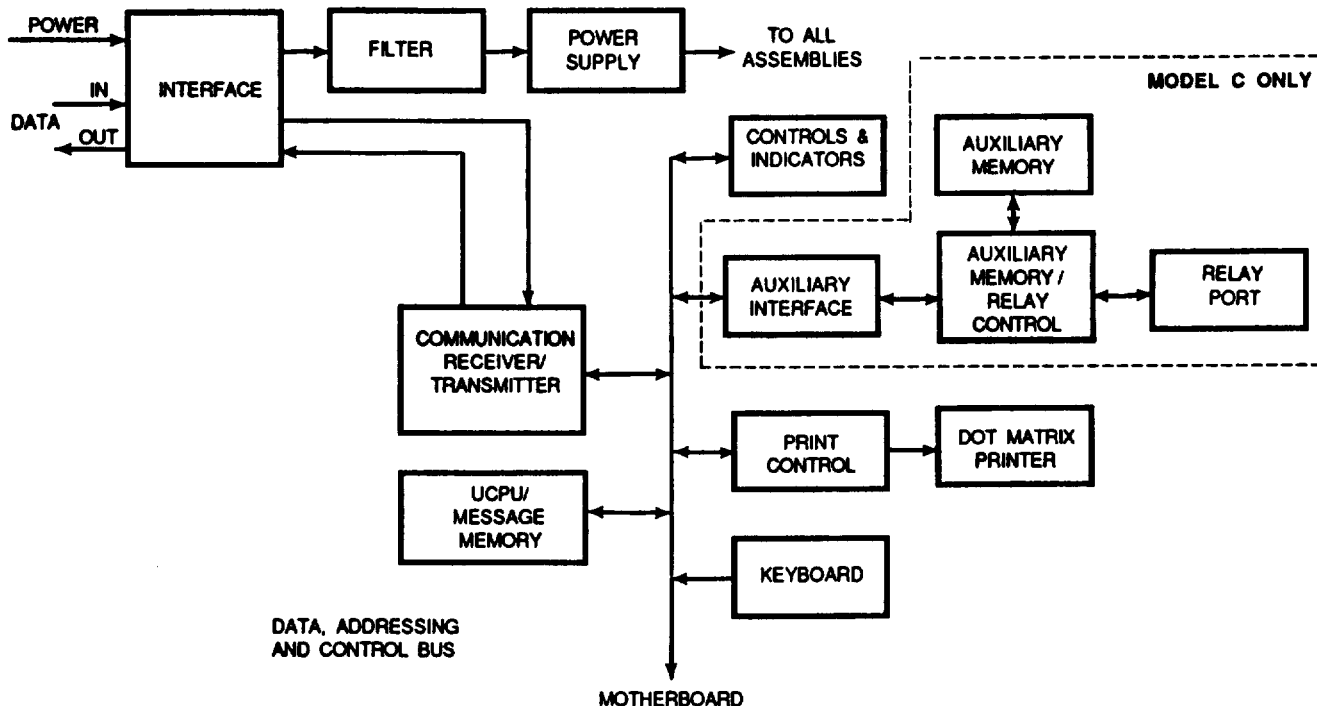 POWER
IN
DATA
OUT
INTERFACE
FILTER
POWER
SUPPLY
TO ALL
ASSEMBLIES
MODEL C ONLY
CONTROLS &
INDICATORS
AUXILIARY
MEMORY
AUXILIARY
INTERFACE
AUXILIARY
MEMORY /
RELAY
CONTROL
RELAY
PORT
COMMUNICATION
RECEIVER/
TRANSMITTER
PRINT
CONTROL
DOT MATRIX
PRINTER
UCPU/
MESSAGE
MEMORY
KEYBOARD
DATA, ADDRESSING
AND CONTROL BUS
MOTHERBOARD